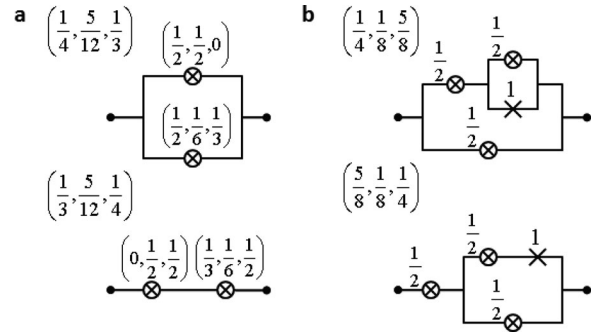 a
(1/4, 5/12, 1/3)
(1/2, 1/2, 0)
(1/2, 1/6, 1/3)
(1/3, 5/12, 1/4)
(0, 1/2, 1/2) (1/3, 1/6, 1/2)
b
(1/4, 1/8, 5/8)
1/2
1/2
1
1/2
(5/8, 1/8, 1/4)
1/2
1
1/2
1/2